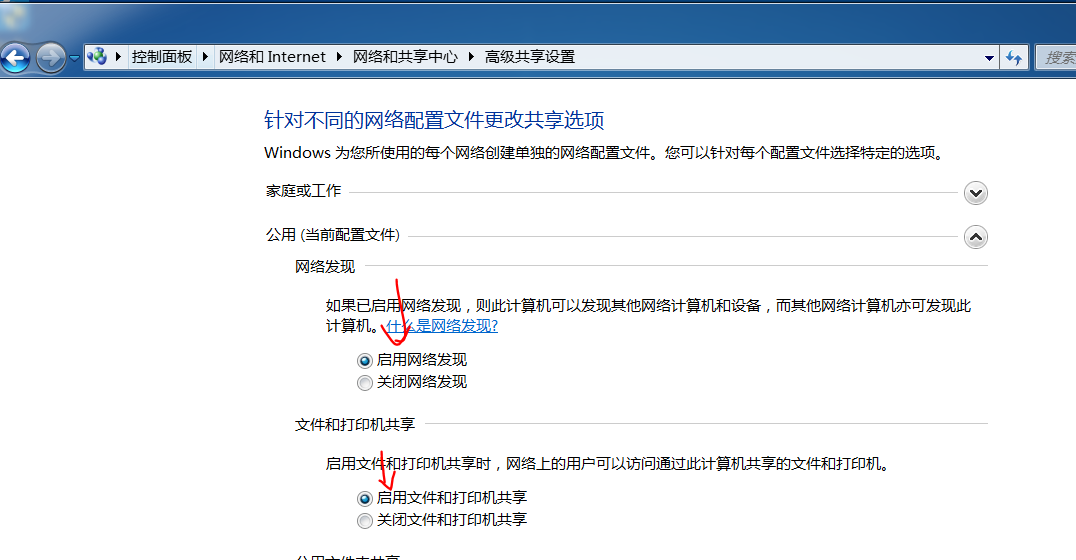 控制面板 网络和 Internet 网络和共享中心 高级共享设置 搜索
针对不同的网络配置文件更改共享选项
Windows 为您所使用的每个网络创建单独的网络配置文件。您可以针对每个配置文件选择特定的选项。
家庭或工作
公用 (当前配置文件)
网络发现
如果已启用网络发现，则此计算机可以发现其他网络计算机和设备，而其他网络计算机亦可发现此
计算机。什么是网络发现?
启用网络发现
关闭网络发现
文件和打印机共享
启用文件和打印机共享时，网络上的用户可以访问通过此计算机共享的文件和打印机。
启用文件和打印机共享
关闭文件和打印机共享